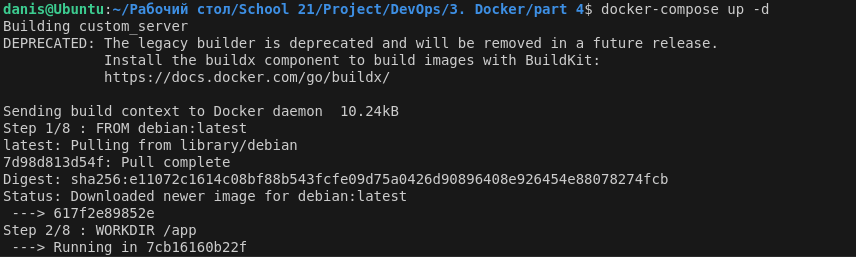 danis@Ubuntu:~/Рабочий стол/School 21/Project/DevOps/3. Docker/part 4$ docker-compose up -d
Building custom_server
DEPRECATED: The legacy builder is deprecated and will be removed in a future release.
            Install the buildx component to build images with BuildKit:
            https://docs.docker.com/go/buildx/

Sending build context to Docker daemon  10.24kB
Step 1/8 : FROM debian:latest
latest: Pulling from library/debian
7d98d813d54f: Pull complete
Digest: sha256:e11072c1614c08bf88b543fcfe09d75a0426d90896408e926454e88078274fcb
Status: Downloaded newer image for debian:latest
 ---> 617f2e89852e
Step 2/8 : WORKDIR /app
 ---> Running in 7cb16160b22f